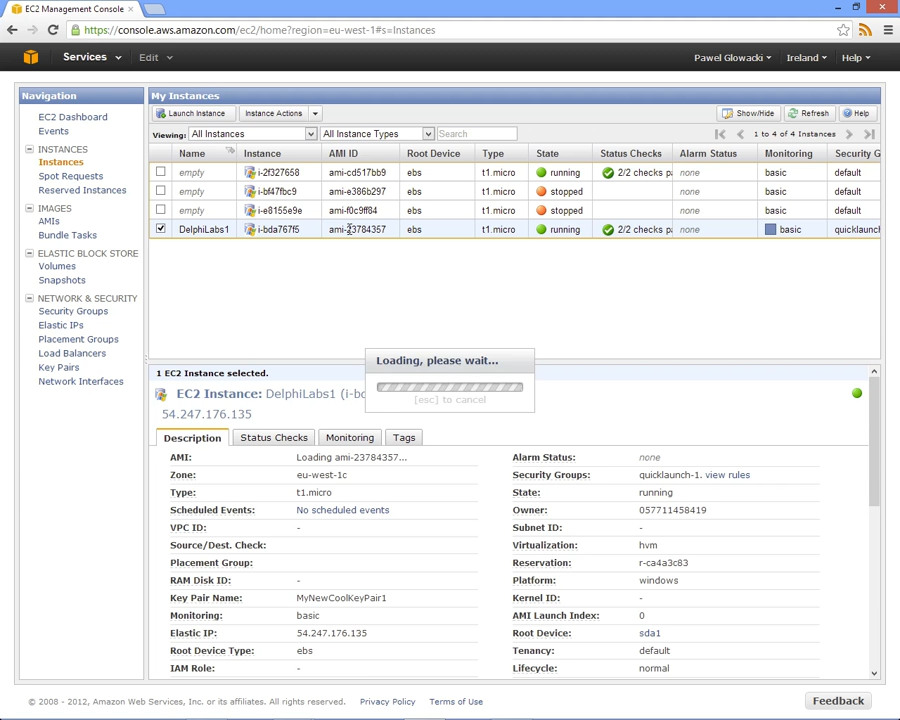 EC2 Management Console
https://console.aws.amazon.com/ec2/home?region=eu-west-1#s=Instances
Services Edit Pawel Glowacki Ireland Help
Navigation
EC2 Dashboard
Events
INSTANCES
Instances
Spot Requests
Reserved Instances
IMAGES
AMIs
Bundle Tasks
ELASTIC BLOCK STORE
Volumes
Snapshots
NETWORK & SECURITY
Security Groups
Elastic IPs
Placement Groups
Load Balancers
Key Pairs
Network Interfaces
My Instances
Launch Instance Instance Actions Show/Hide Refresh Help
Viewing: All Instances All Instance Types Search 1 to 4 of 4 Instances
Name Instance AMI ID Root Device Type State Status Checks Alarm Status Monitoring Security G
empty i-2f327658 ami-cd517bb9 ebs t1.micro running 2/2 checks pa none basic default
empty i-bf47fbc9 ami-e386b297 ebs t1.micro stopped none basic default
empty i-e8155e9e ami-f0c9ff84 ebs t1.micro stopped none basic default
DelphiLabs1 i-bda767f5 ami-23784357 ebs t1.micro running 2/2 checks pa none basic quicklaunch
Loading, please wait...
[esc] to cancel
1 EC2 Instance selected.
EC2 Instance: DelphiLabs1 (i-bd
54.247.176.135
Description Status Checks Monitoring Tags
AMI: Loading ami-23784357... Alarm Status: none
Zone: eu-west-1c Security Groups: quicklaunch-1. view rules
Type: t1.micro State: running
Scheduled Events: No scheduled events Owner: 057711458419
VPC ID: - Subnet ID: -
Source/Dest. Check: Virtualization: hvm
Placement Group: Reservation: r-ca4a3c83
RAM Disk ID: - Platform: windows
Key Pair Name: MyNewCoolKeyPair1 Kernel ID: -
Monitoring: basic AMI Launch Index: 0
Elastic IP: 54.247.176.135 Root Device: sda1
Root Device Type: ebs Tenancy: default
IAM Role: - Lifecycle: normal
© 2008 - 2012, Amazon Web Services, Inc. or its affiliates. All rights reserved. Privacy Policy Terms of Use Feedback